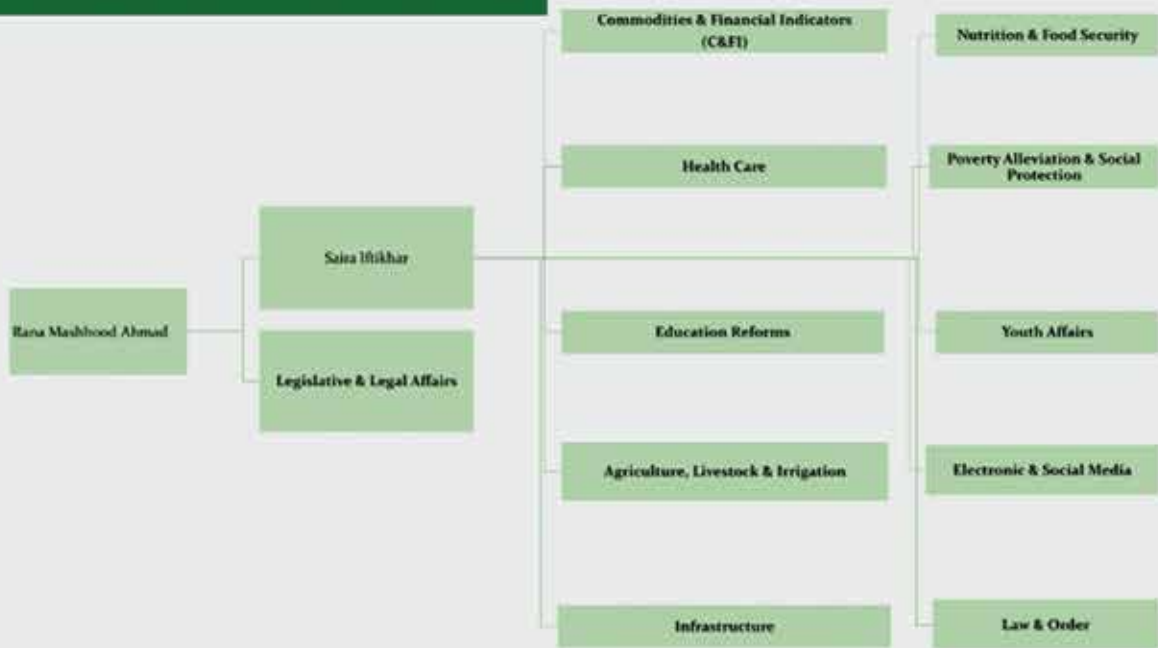 Rana Mashhood Ahmad
Saira Iftikhar
Legislative & Legal Affairs
Commodities & Financial Indicators
(C&FI)
Health Care
Education Reforms
Agriculture, Livestock & Irrigation
Infrastructure
Nutrition & Food Security
Poverty Alleviation & Social
Protection
Youth Affairs
Electronic & Social Media
Law & Order